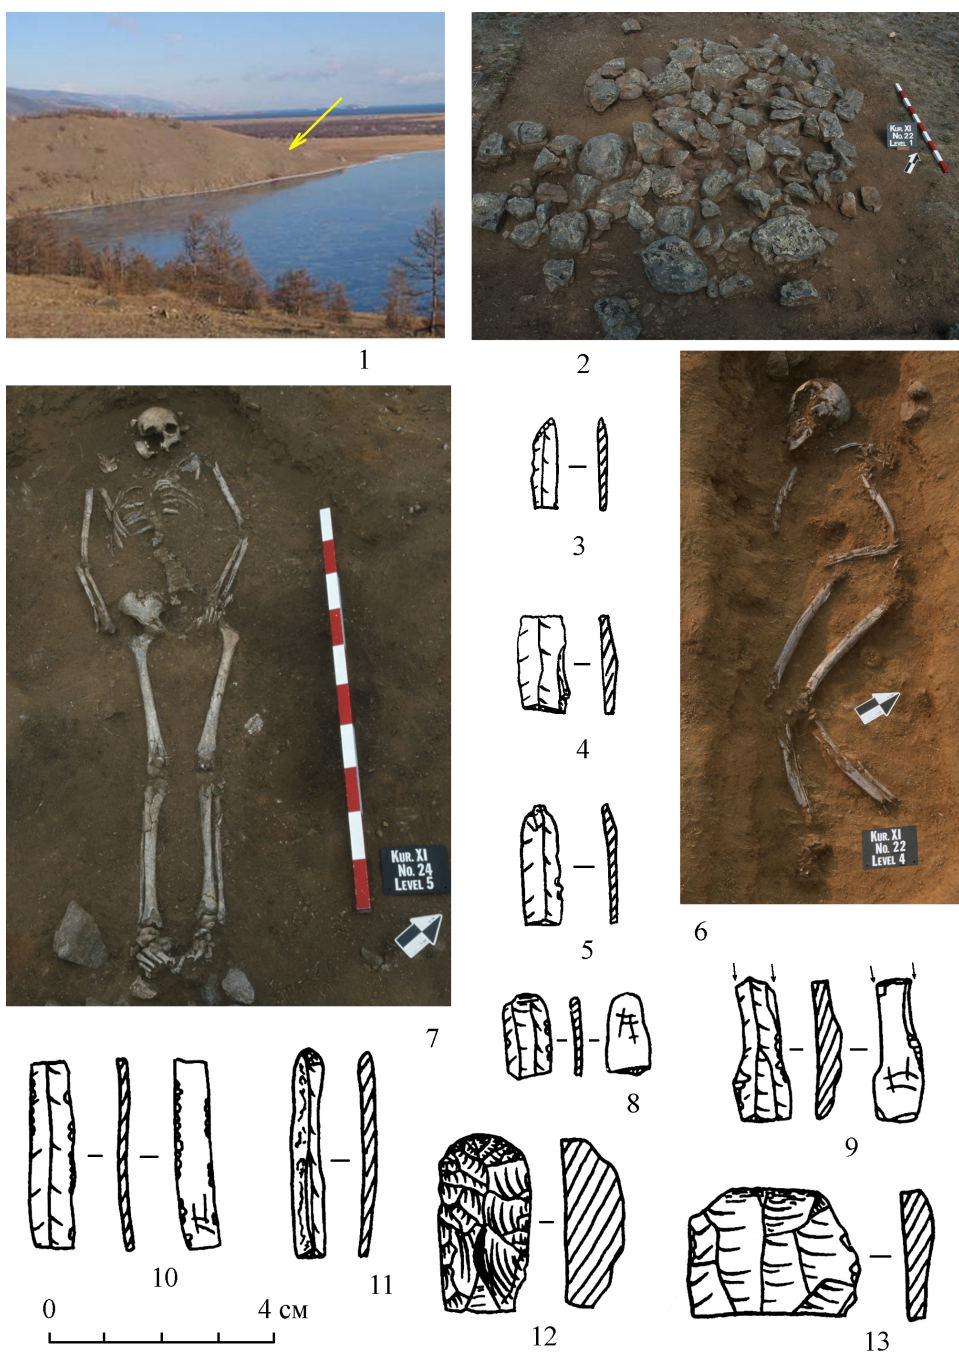 KUR. XI
No. 22
LEVEL 1
1
2
3
4
5
KUR. XI
No. 22
LEVEL 4
6
KUR. XI
No. 24
LEVEL 5
7
8
9
10
11
12
13
0
4 см